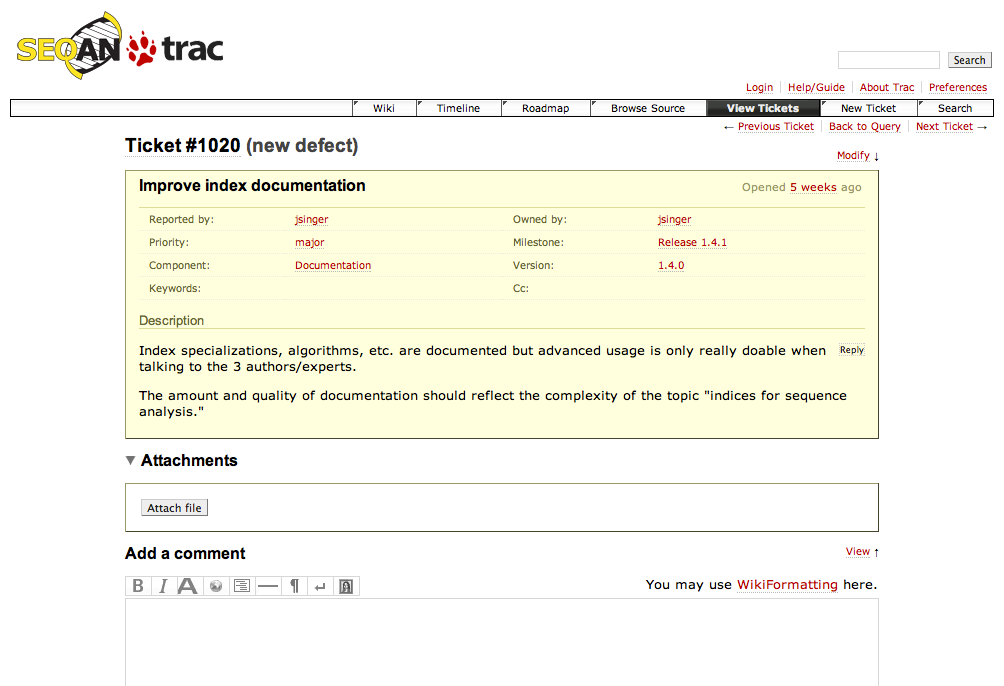 SEQAN trac
Search
Login Help/Guide About Trac Preferences
Wiki Timeline Roadmap Browse Source View Tickets New Ticket Search
← Previous Ticket Back to Query Next Ticket →
Ticket #1020 (new defect)
Modify ↓
Improve index documentation Opened 5 weeks ago
Reported by: jsinger Owned by: jsinger
Priority: major Milestone: Release 1.4.1
Component: Documentation Version: 1.4.0
Keywords: Cc:
Description
Index specializations, algorithms, etc. are documented but advanced usage is only really doable when Reply
talking to the 3 authors/experts.
The amount and quality of documentation should reflect the complexity of the topic "indices for sequence
analysis."
▼ Attachments
Attach file
Add a comment View ↑
B I A ¶ ↵ You may use WikiFormatting here.